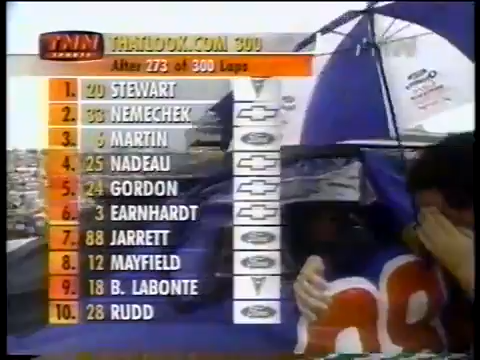 TNN SPORTS
THATLOOK.COM 300
After 273 of 300 Laps
1. 20 STEWART
2. 33 NEMECHEK
3. 6 MARTIN
4. 25 NADEAU
5. 24 GORDON
6. 3 EARNHARDT
7. 88 JARRETT
8. 12 MAYFIELD
9. 18 B. LABONTE
10. 28 RUDD